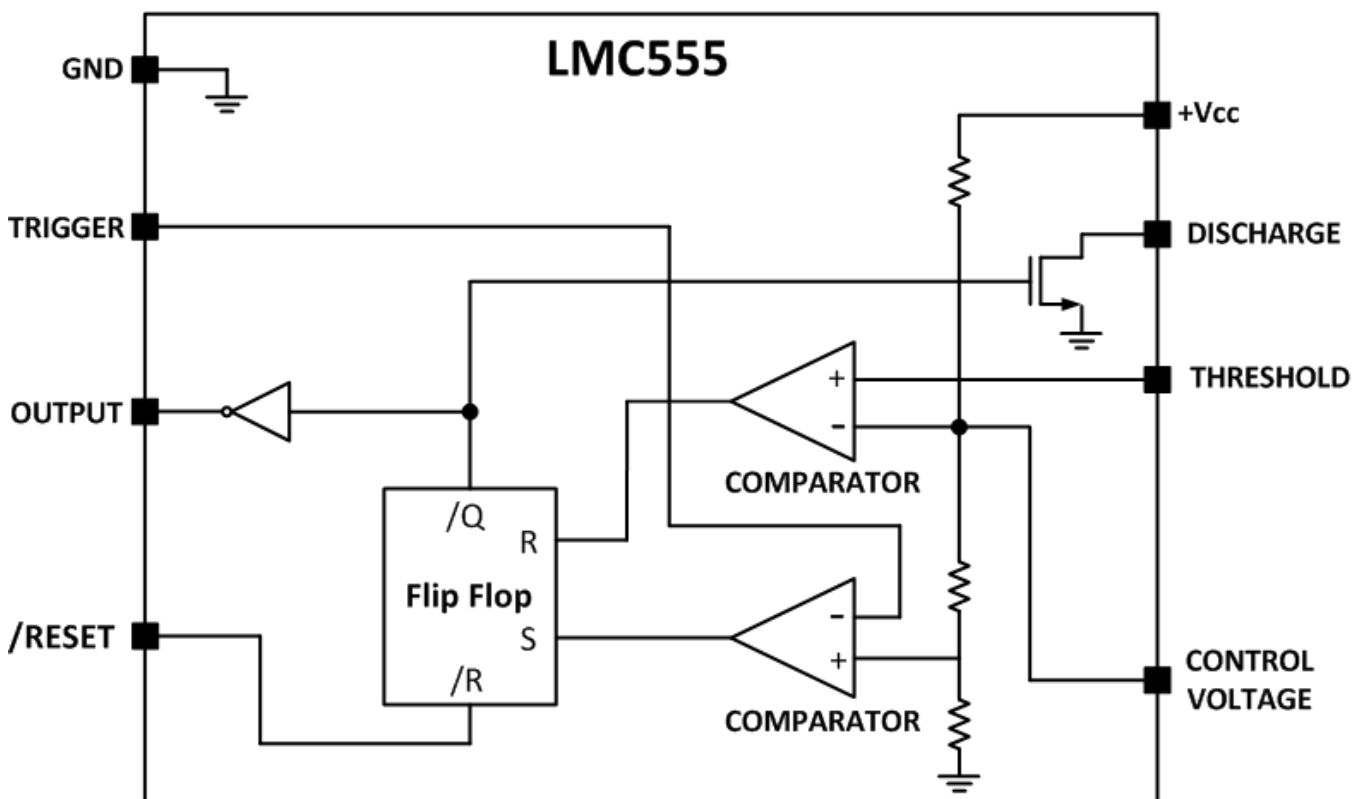 LMC555
GND
+Vcc
TRIGGER
DISCHARGE
THRESHOLD
OUTPUT
+
-
COMPARATOR
/Q
R
Flip Flop
S
-
+
/RESET
/R
COMPARATOR
CONTROL
VOLTAGE